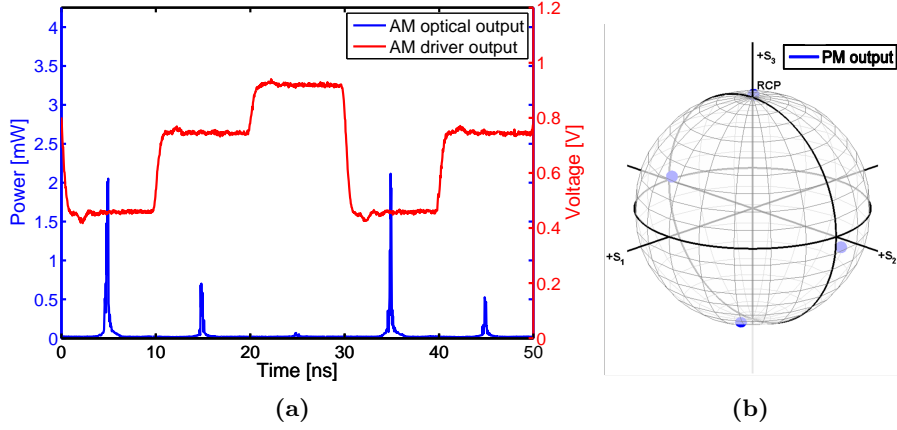 4
3.5
3
2.5
2
1.5
1
0.5
0
Power [mW]
0 10 20 30 40 50
Time [ns]
1.2
1
0.8
0.6
0.4
0.2
0
Voltage [V]
AM optical output
AM driver output
(a)
+S3
PM output
RCP
+S1
+S2
(b)